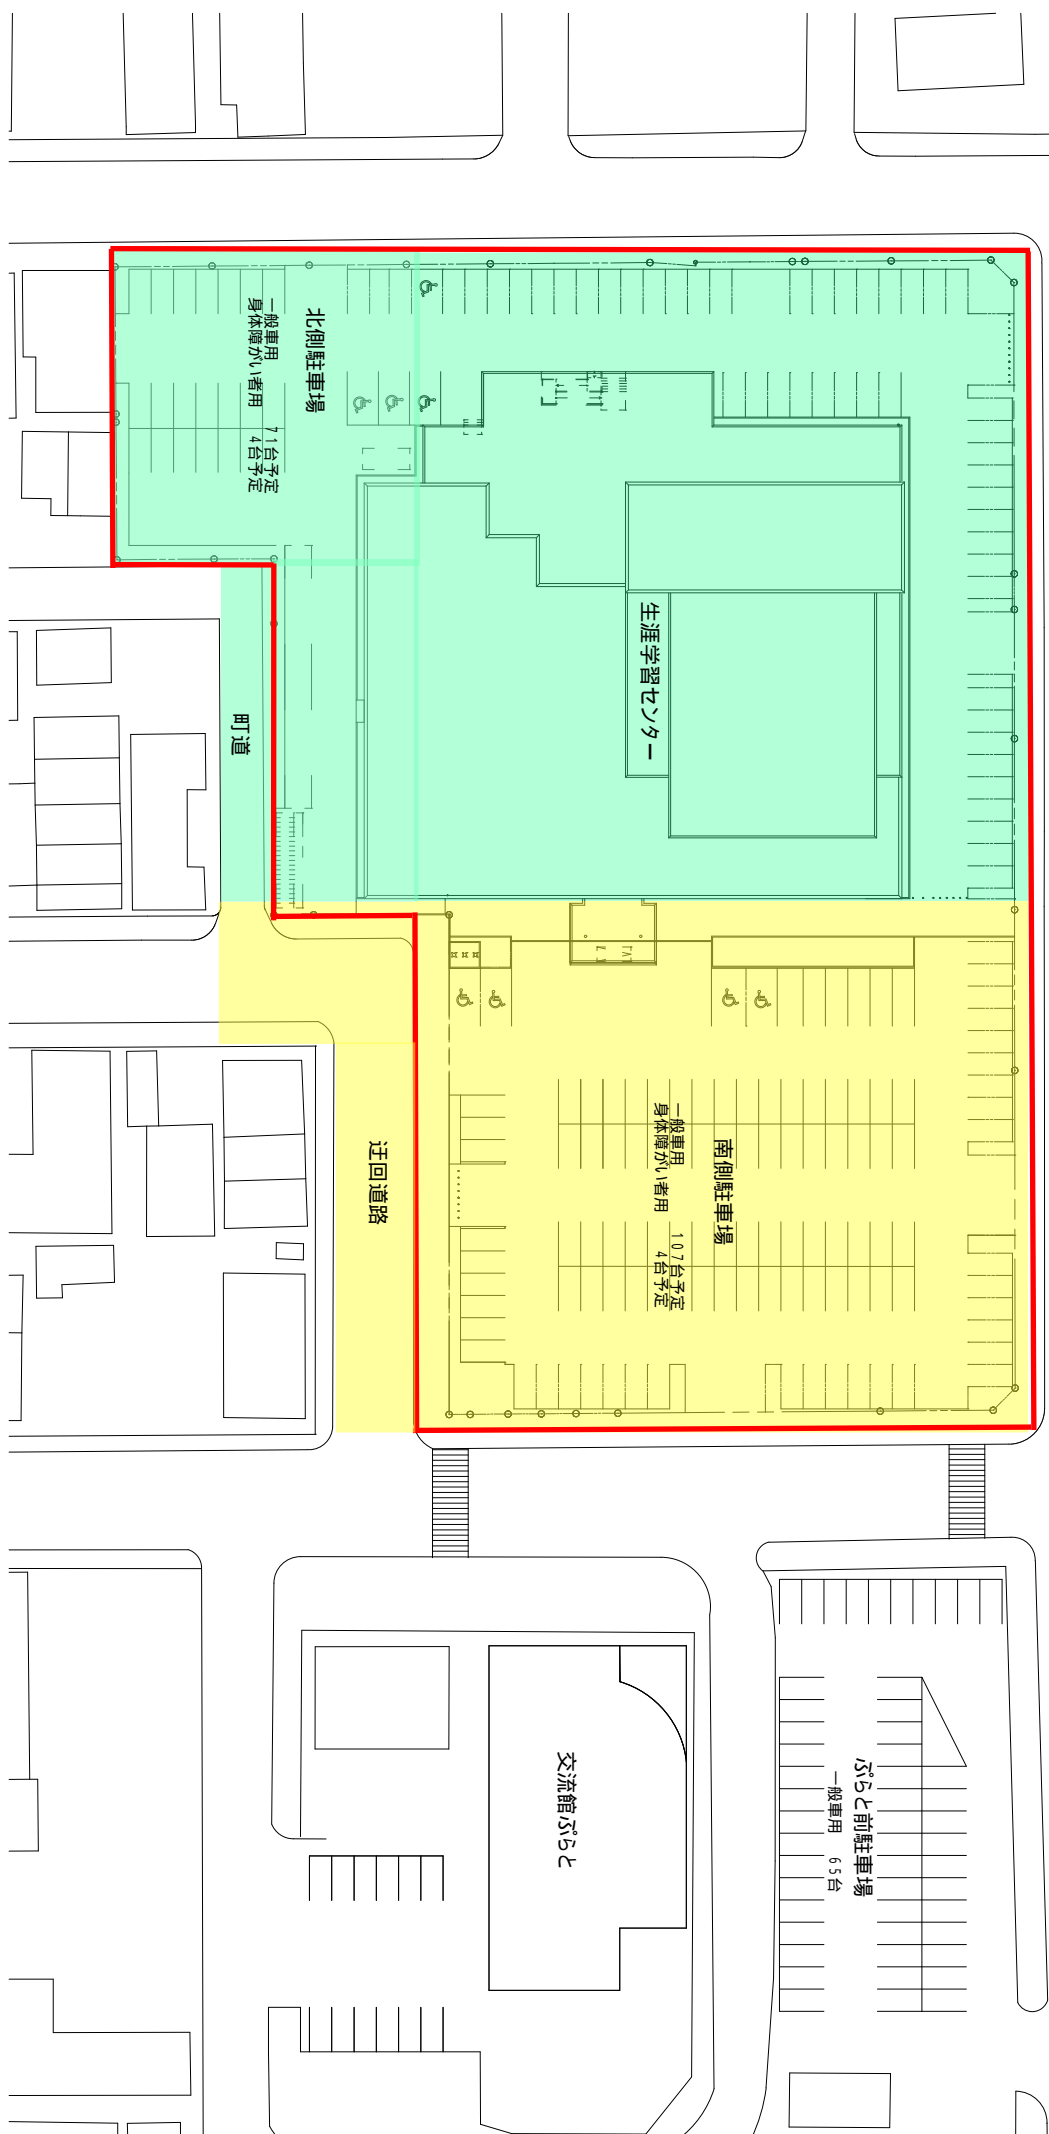 北側駐車場
一般車用　71台予定
身体障がい者用　4台予定
生涯学習センター
町道
南側駐車場
一般車用　107台予定
身体障がい者用　4台予定
迂回道路
交流館ぷらと
ぷらと前駐車場
一般車用　65台